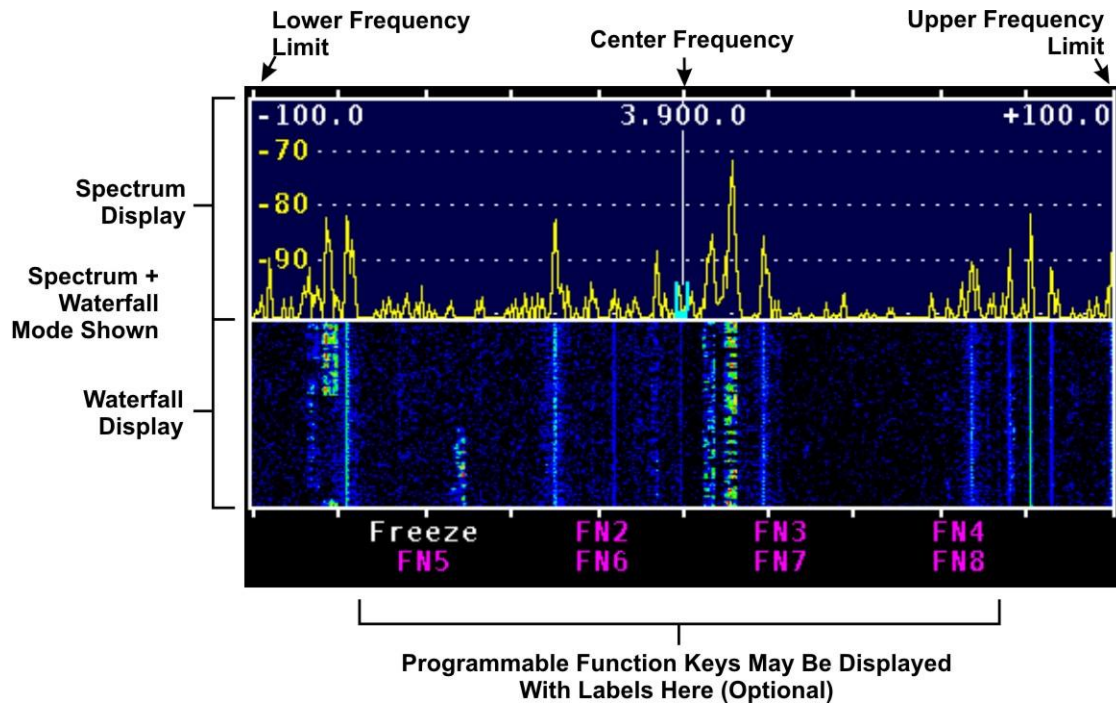 Lower Frequency
Limit
Center Frequency
Upper Frequency
Limit
-100.0
3.900.0
+100.0
-70
-80
-90
Spectrum
Display
Spectrum +
Waterfall
Mode Shown
Waterfall
Display
Freeze
FN2
FN3
FN4
FN5
FN6
FN7
FN8
Programmable Function Keys May Be Displayed
With Labels Here (Optional)